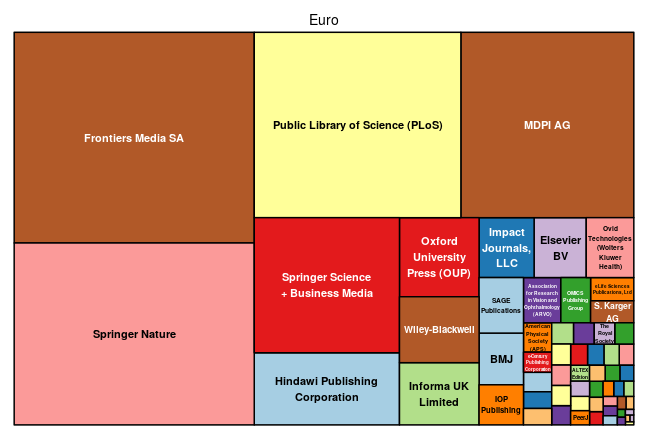 Euro
Frontiers Media SA
Public Library of Science (PLoS)
MDPI AG
Springer Nature
Springer Science
+ Business Media
Hindawi Publishing
Corporation
Oxford
University
Press (OUP)
Wiley-Blackwell
Informa UK
Limited
Impact
Journals,
LLC
Elsevier
BV
Ovid
Technologies
(Wolters
Kluwer
Health)
SAGE
Publications
BMJ
IOP
Publishing
Association
for Research
in Vision and
Ophthalmology
(ARVO)
OMICS
Publishing
Group
eLife Sciences
Publications, Ltd
S. Karger
AG
American
Physical
Society
(APS)
The
Royal
Society
e-Century
Publishing
Corporation
ALTEX
Edition
PeerJ